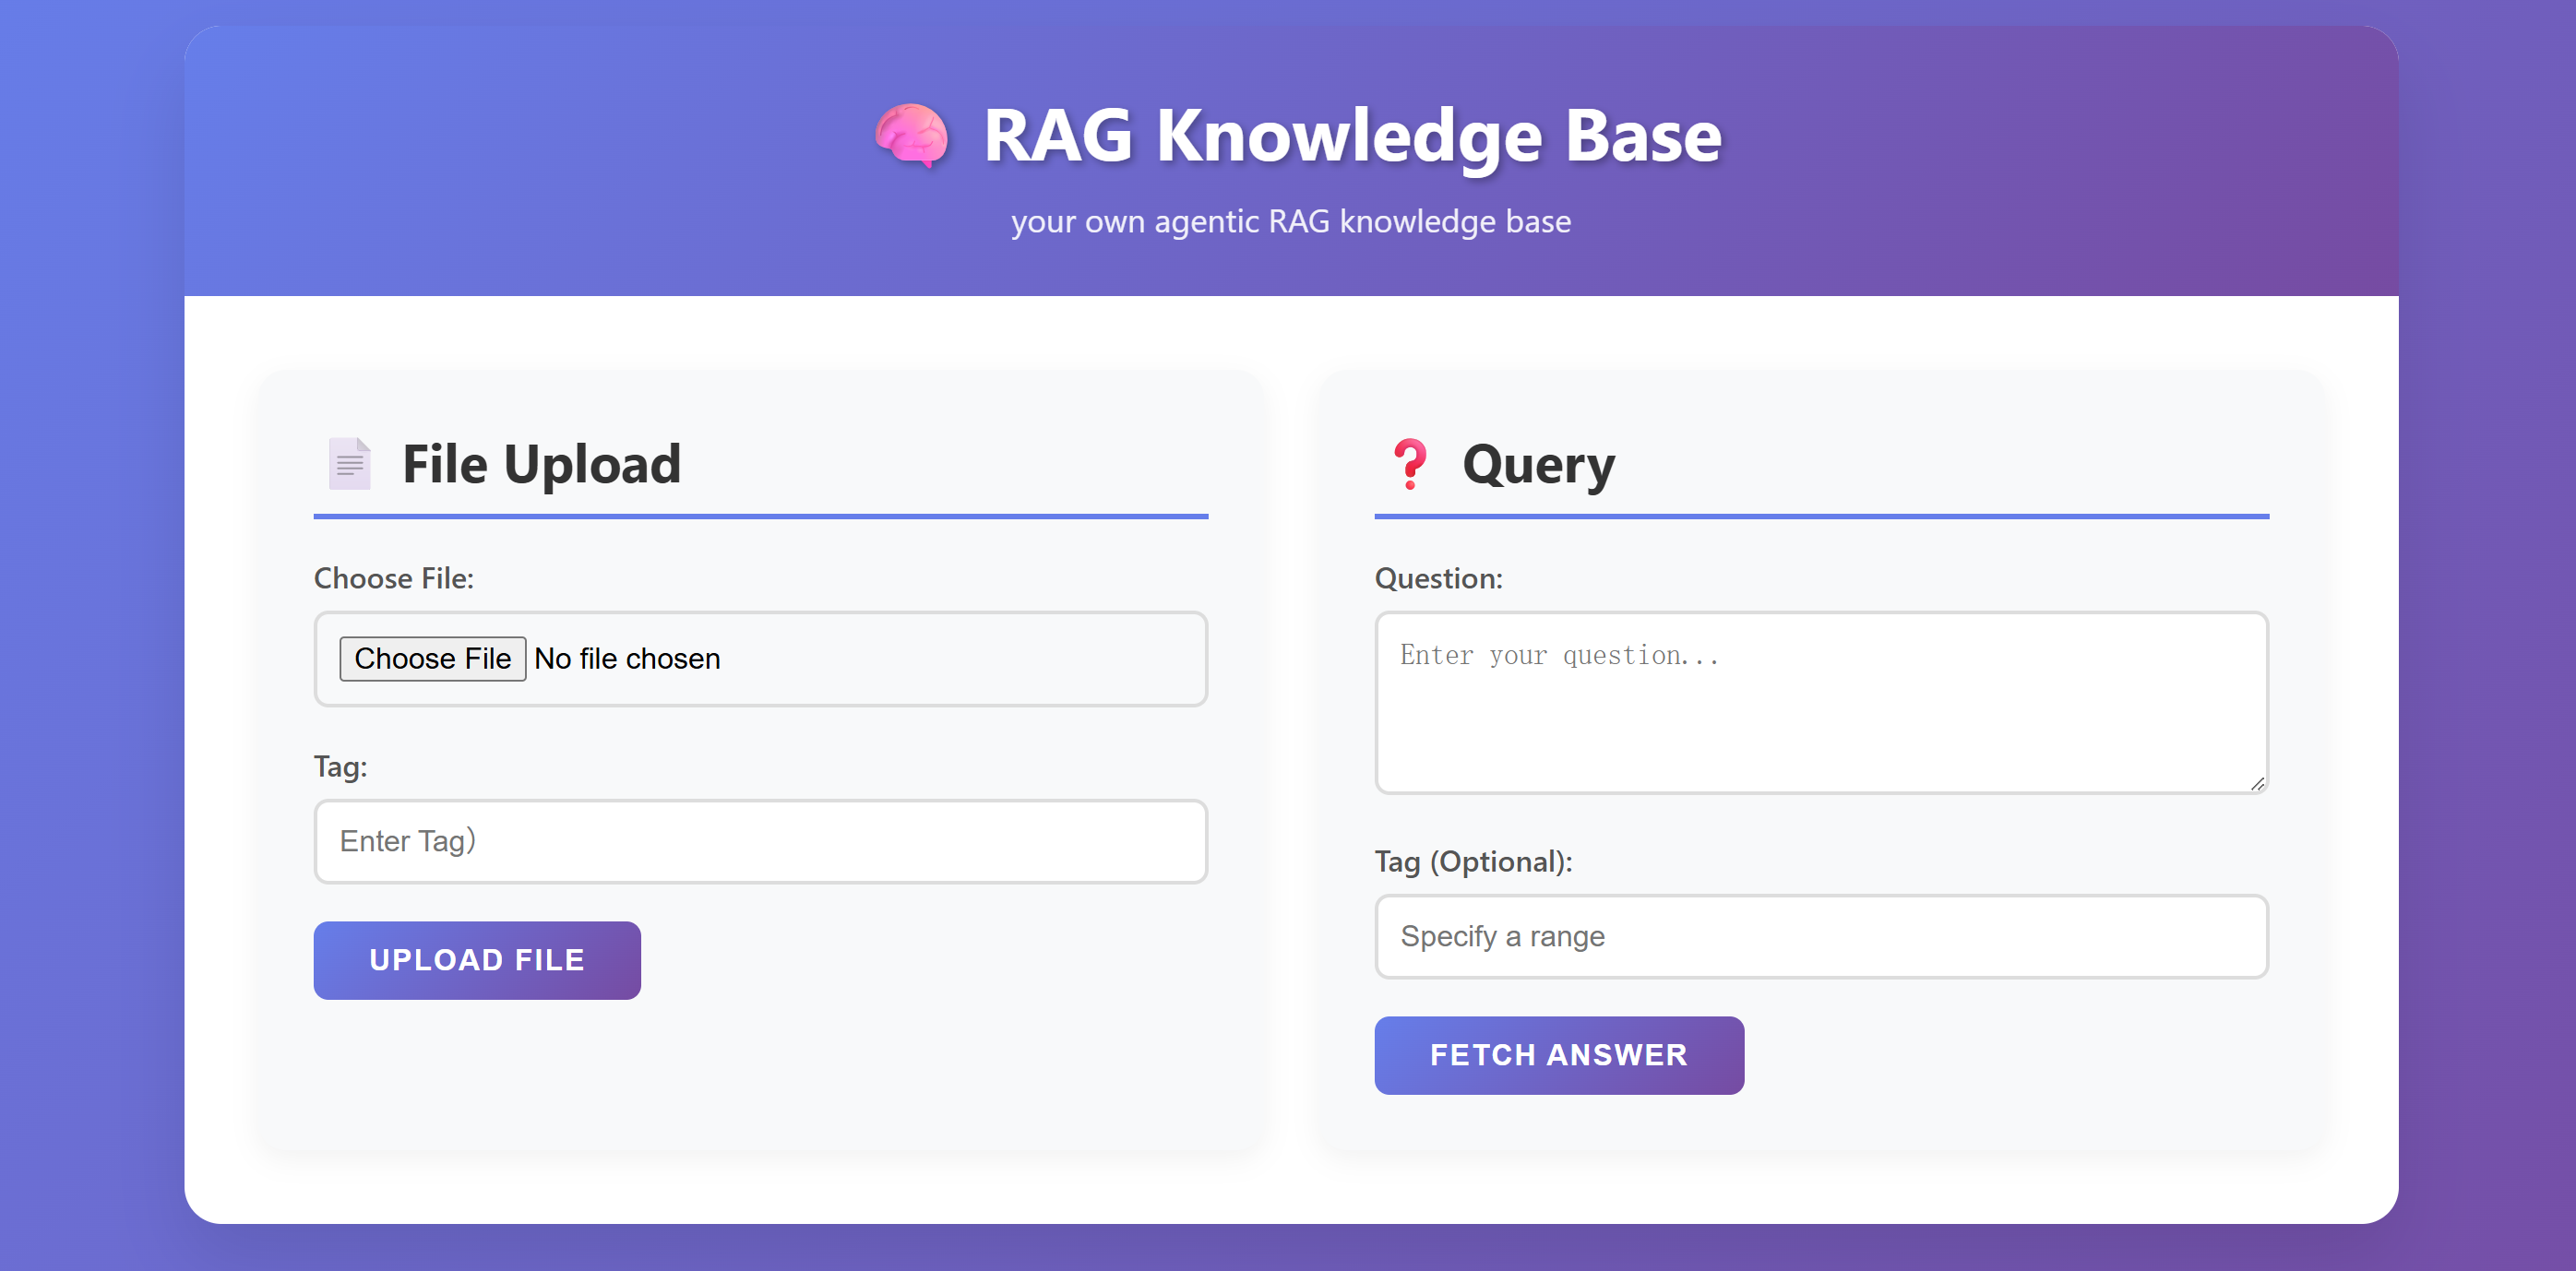 RAG Knowledge Base
your own agentic RAG knowledge base
File Upload
Choose File:
Choose File No file chosen
Tag:
Enter Tag）
UPLOAD FILE
Query
Question:
Enter your question...
Tag (Optional):
Specify a range
FETCH ANSWER